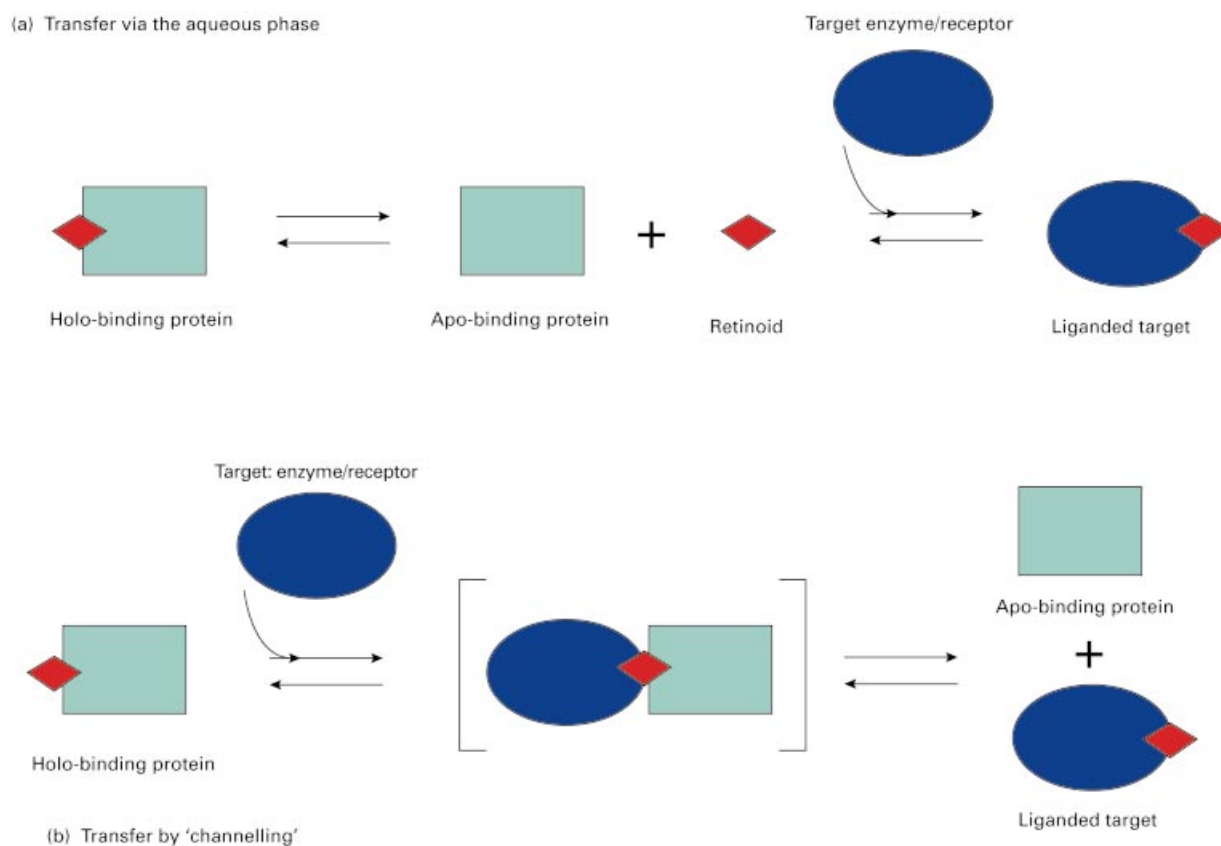 (a) Transfer via the aqueous phase
Target enzyme/receptor
+
Holo-binding protein
Apo-binding protein
Retinoid
Liganded target
Target: enzyme/receptor
Apo-binding protein
+
Holo-binding protein
Liganded target
(b) Transfer by ‘channelling’